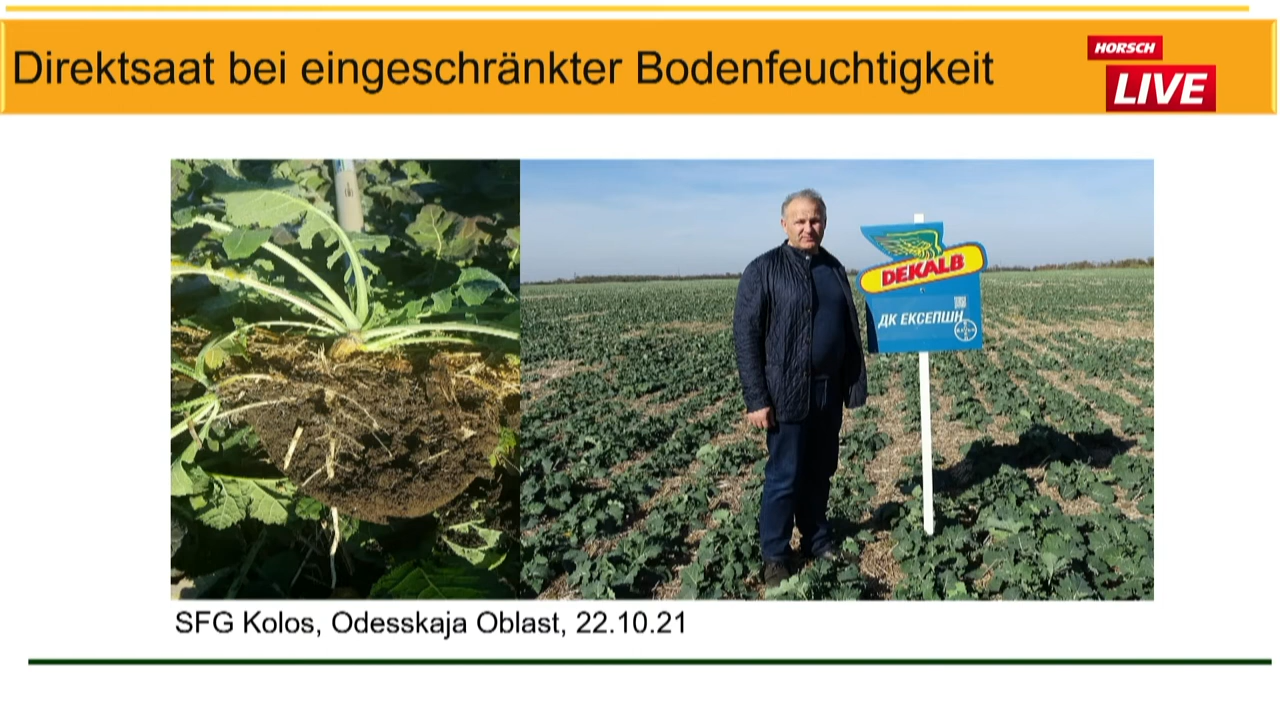 Direktsaat bei eingeschränkter Bodenfeuchtigkeit
HORSCH
LIVE
DEKALB
ДК ЕКСЕПШН
SFG Kolos, Odesskaja Oblast, 22.10.21